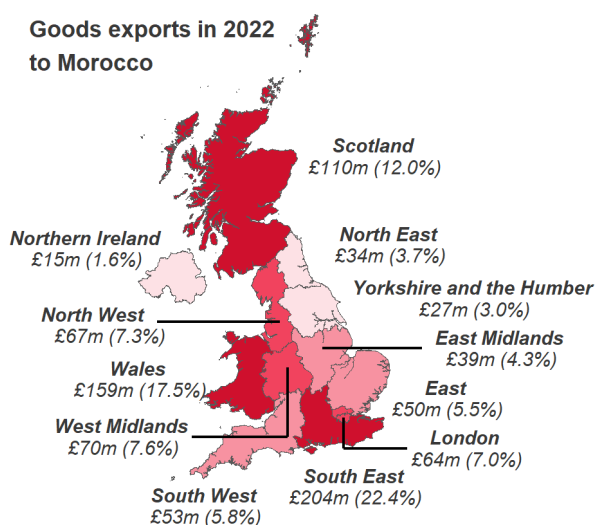 Goods exports in 2022
to Morocco
Scotland
£110m (12.0%)
Northern Ireland
£15m (1.6%)
North East
£34m (3.7%)
Yorkshire and the Humber
£27m (3.0%)
North West
£67m (7.3%)
East Midlands
£39m (4.3%)
Wales
£159m (17.5%)
East
£50m (5.5%)
West Midlands
£70m (7.6%)
London
£64m (7.0%)
South East
£204m (22.4%)
South West
£53m (5.8%)